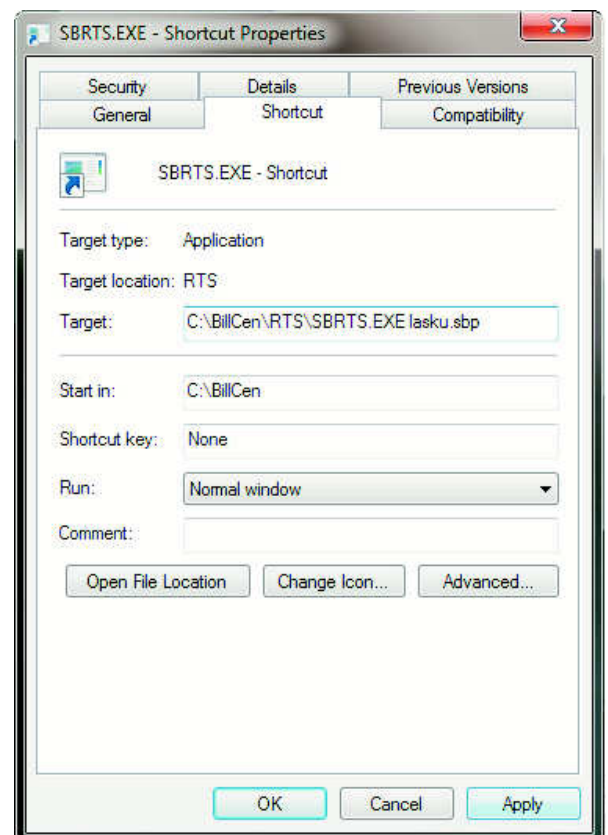 SBRTS.EXE - Shortcut Properties
Security Details Previous Versions
General Shortcut Compatibility
SBRTS.EXE - Shortcut
Target type: Application
Target location: RTS
Target: C:\BillCen\RTS\SBRTS.EXE lasku.sbp
Start in: C:\BillCen
Shortcut key: None
Run: Normal window
Comment:
Open File Location Change Icon... Advanced...
OK Cancel Apply